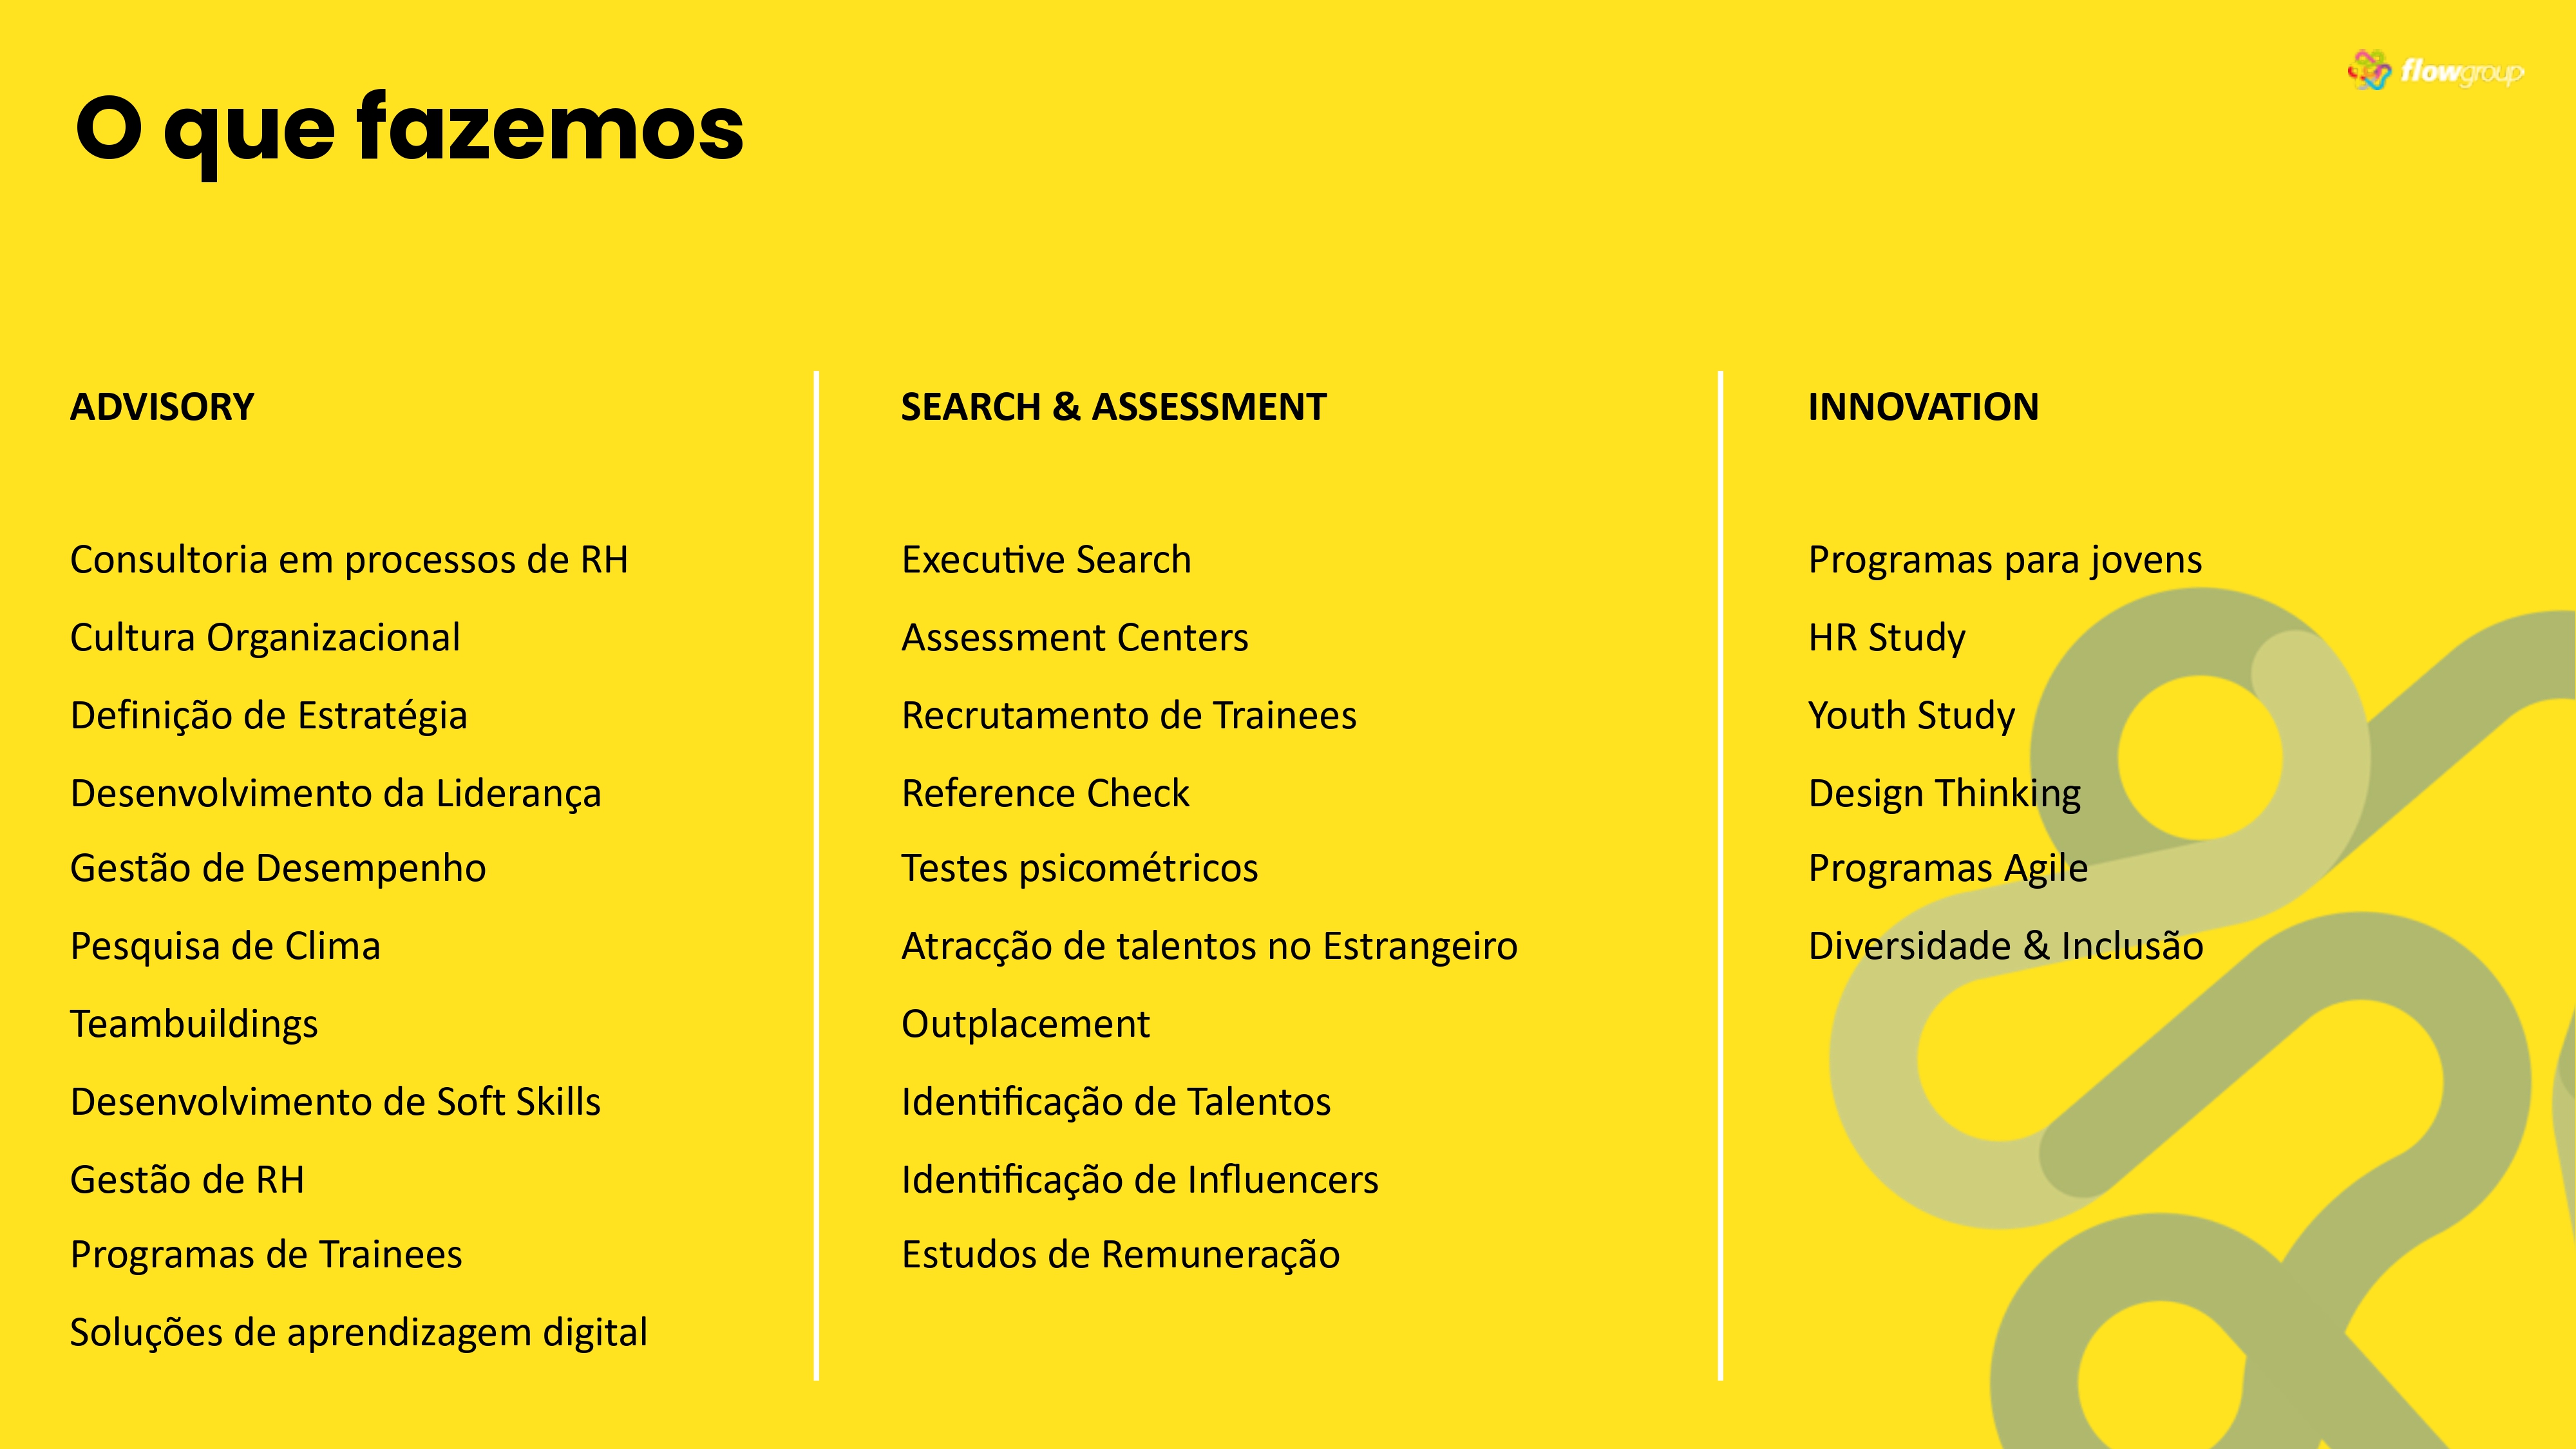 O que fazemos
flowgroup
ADVISORY
Consultoria em processos de RH
Cultura Organizacional
Definição de Estratégia
Desenvolvimento da Liderança
Gestão de Desempenho
Pesquisa de Clima
Teambuildings
Desenvolvimento de Soft Skills
Gestão de RH
Programas de Trainees
Soluções de aprendizagem digital
SEARCH & ASSESSMENT
Executive Search
Assessment Centers
Recrutamento de Trainees
Reference Check
Testes psicométricos
Atracção de talentos no Estrangeiro
Outplacement
Identificação de Talentos
Identificação de Influencers
Estudos de Remuneração
INNOVATION
Programas para jovens
HR Study
Youth Study
Design Thinking
Programas Agile
Diversidade & Inclusão